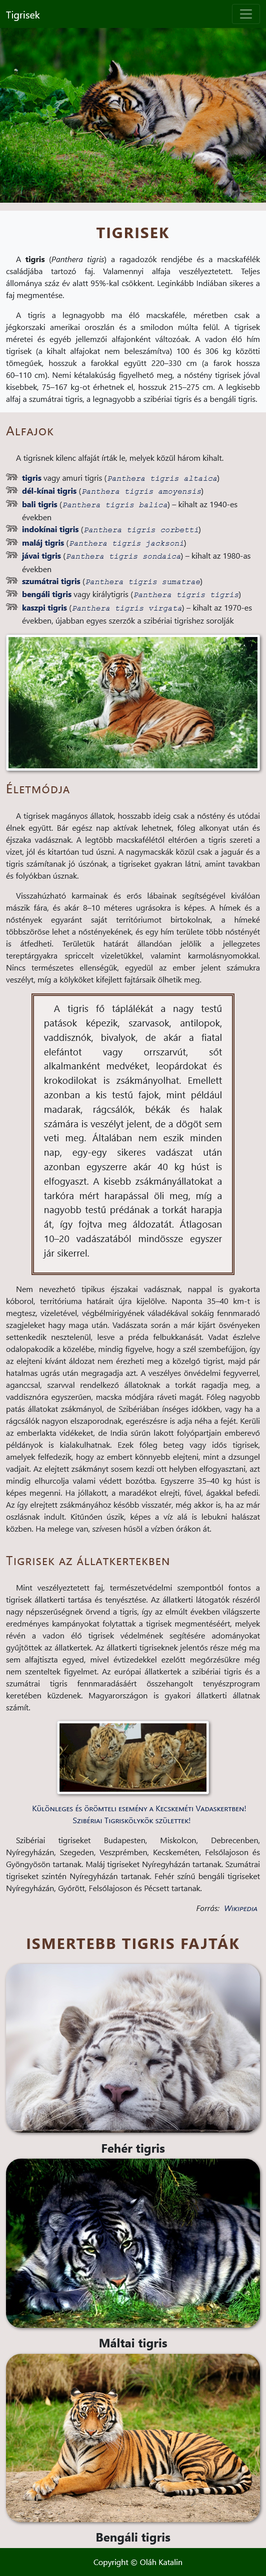 Tigrisek
TIGRISEK
A tigris (Panthera tigris) a ragadozók rendjébe és a macskafélék
családjába tartozó faj. Valamennyi alfaja veszélyeztetett. Teljes
állománya száz év alatt 95%-kal csökkent. Leginkább Indiában sikeres a
faj megmentése.
A tigris a legnagyobb ma élő macskaféle, méretben csak a
jégkorszaki amerikai oroszlán és a smilodon múlta felül. A tigrisek
méretei és egyéb jellemzői alfajonként változóak. A vadon élő hím
tigrisek (a kihalt alfajokat nem beleszámítva) 100 és 306 kg közötti
tömegűek, hosszuk a farokkal együtt 220–330 cm (a farok hossza
60–110 cm). Nemi kétalakúság figyelhető meg, a nőstény tigrisek jóval
kisebbek, 75–167 kg-ot érhetnek el, hosszuk 215–275 cm. A legkisebb
alfaj a szumátrai tigris, a legnagyobb a szibériai tigris és a bengáli tigris.
Alfajok
A tigrisnek kilenc alfaját írták le, melyek közül három kihalt.
tigris vagy amuri tigris (Panthera tigris altaica)
dél-kínai tigris (Panthera tigris amoyensis)
bali tigris (Panthera tigris balica) – kihalt az 1940-es
években
indokínai tigris (Panthera tigris corbetti)
maláj tigris (Panthera tigris jacksoni)
jávai tigris (Panthera tigris sondaica) – kihalt az 1980-as
években
szumátrai tigris (Panthera tigris sumatrae)
bengáli tigris vagy királytigris (Panthera tigris tigris)
kaszpi tigris (Panthera tigris virgata) – kihalt az 1970-es
években, újabban egyes szerzők a szibériai tigrishez sorolják
Életmódja
A tigrisek magányos állatok, hosszabb ideig csak a nőstény és utódai
élnek együtt. Bár egész nap aktívak lehetnek, főleg alkonyat után és
éjszaka vadásznak. A legtöbb macskafélétől eltérően a tigris szereti a
vizet, jól és kitartóan tud úszni. A nagymacskák közül csak a jaguár és a
tigris számítanak jó úszónak, a tigriseket gyakran látni, amint tavakban
és folyókban úsznak.
Visszahúzható karmainak és erős lábainak segítségével kiválóan
mászik fára, és akár 8–10 méteres ugrásokra is képes. A hímek és a
nőstények egyaránt saját territóriumot birtokolnak, a hímeké
többszöröse lehet a nőstényekének, és egy hím területe több nőstényét
is átfedheti. Területük határát állandóan jelölik a jellegzetes
tereptárgyakra spriccelt vizeletükkel, valamint karmolásnyomokkal.
Nincs természetes ellenségük, egyedül az ember jelent számukra
veszélyt, míg a kölyköket kifejlett fajtársaik ölhetik meg.
A tigris fő táplálékát a nagy testű
patások képezik, szarvasok, antilopok,
vaddisznók, bivalyok, de akár a fiatal
elefántot vagy orrszarvút, sőt
alkalmanként medvéket, leopárdokat és
krokodilokat is zsákmányolhat. Emellett
azonban a kis testű fajok, mint például
madarak, rágcsálók, békák és halak
számára is veszélyt jelent, de a dögöt sem
veti meg. Általában nem eszik minden
nap, egy-egy sikeres vadászat után
azonban egyszerre akár 40 kg húst is
elfogyaszt. A kisebb zsákmányállatokat a
tarkóra mért harapással öli meg, míg a
nagyobb testű prédának a torkát harapja
át, így fojtva meg áldozatát. Átlagosan
10–20 vadászatából mindössze egyszer
jár sikerrel.
Nem nevezhető tipikus éjszakai vadásznak, nappal is gyakorta
kóborol, territóriuma határait újra kijelölve. Naponta 35–40 km-t is
megtesz, vizeletével, végbélmirigyének váladékával sokáig fennmaradó
szagjeleket hagy maga után. Vadászata során a már kijárt ösvényeken
settenkedik nesztelenül, lesve a préda felbukkanását. Vadat észlelve
odalopakodik a közelébe, mindig figyelve, hogy a szél szembefújjon, így
az elejteni kívánt áldozat nem érezheti meg a közelgő tigrist, majd pár
hatalmas ugrás után megragadja azt. A veszélyes önvédelmi fegyverrel,
aganccsal, szarvval rendelkező állatoknak a torkát ragadja meg, a
vaddisznóra egyszerűen, macska módjára ráveti magát. Főleg nagyobb
patás állatokat zsákmányol, de Szibériában ínséges időkben, vagy ha a
rágcsálók nagyon elszaporodnak, egerészésre is adja néha a fejét. Kerüli
az emberlakta vidékeket, de India sűrűn lakott folyópartjain emberevő
példányok is kialakulhatnak. Ezek főleg beteg vagy idős tigrisek,
amelyek felfedezik, hogy az embert könnyebb elejteni, mint a dzsungel
vadjait. Az elejtett zsákmányt sosem kezdi ott helyben elfogyasztani, azt
mindig elhurcolja valami védett bozótba. Egyszerre 35–40 kg húst is
képes megenni. Ha jóllakott, a maradékot elrejti, fűvel, ágakkal befedi.
Az így elrejtett zsákmányához később visszatér, még akkor is, ha az már
oszlásnak indult. Kitűnően úszik, képes a víz alá is lebukni halászat
közben. Ha melege van, szívesen hűsöl a vízben órákon át.
Tigrisek az állatkertekben
Mint veszélyeztetett faj, természetvédelmi szempontból fontos a
tigrisek állatkerti tartása és tenyésztése. Az állatkerti látogatók részéről
nagy népszerűségnek örvend a tigris, így az elmúlt években világszerte
eredményes kampányokat folytattak a tigrisek megmentéséért, melyek
révén a vadon élő tigrisek védelmének segítésére adományokat is
gyűjtöttek az állatkertek. Az állatkerti tigriseknek jelentős része még ma
sem alfajtiszta egyed, mivel évtizedekkel ezelőtt megőrzésükre még
nem szenteltek figyelmet. Az európai állatkertek a szibériai tigris és a
szumátrai tigris fennmaradásáért összehangolt tenyészprogram
keretében küzdenek. Magyarországon is gyakori állatkerti állatnak
számít.
Különleges és örömteli esemény a Kecskeméti Vadaskertben!
Szibériai Tigriskölykök születtek!
Szibériai tigriseket Budapesten, Miskolcon, Debrecenben,
Nyíregyházán, Szegeden, Veszprémben, Kecskeméten, Felsőlajoson és
Gyöngyösön tartanak. Maláj tigriseket Nyíregyházán tartanak. Szumátrai
tigriseket szintén Nyíregyházán tartanak. Fehér színű bengáli tigriseket
Nyíregyházán, Győrött, Felsőlajoson és Pécsett tartanak.
Forrás: Wikipedia
ISMERTEBB TIGRIS FAJTÁK
Fehér tigris
Máltai tigris
Bengáli tigris
Copyright © Oláh Katalin